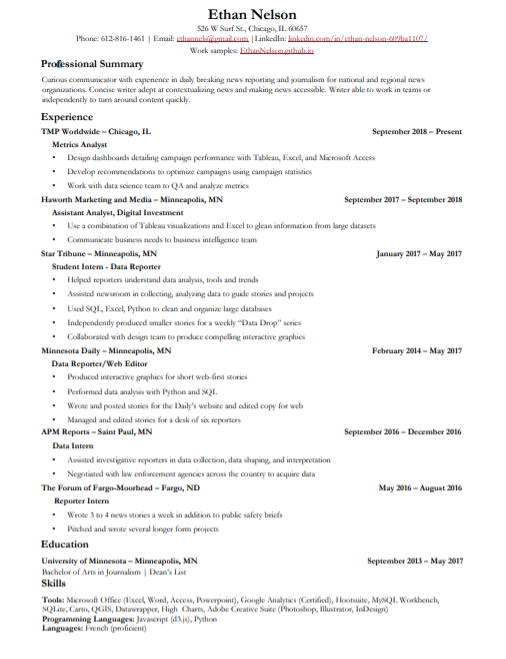 Ethan Nelson
526 W Surf St., Chicago, IL 60657
Phone: 612-816-1461 | Email: ethannels@gmail.com | LinkedIn: linkedin.com/in/ethan-nelson-609ba1107/
Work samples: EthanNelson.github.io
Professional Summary
Curious communicator with experience in daily breaking news reporting and journalism for national and regional news
organizations. Concise writer adept at contextualizing news and making news accessible. Writer able to work in teams or
independently to turn around content quickly.
Experience
TMP Worldwide – Chicago, IL September 2018 – Present
Metrics Analyst
• Design dashboards detailing campaign performance with Tableau, Excel, and Microsoft Access
• Develop recommendations to optimize campaigns using campaign statistics
• Work with data science team to QA and analyze metrics
Haworth Marketing and Media – Minneapolis, MN September 2017 – September 2018
Assistant Analyst, Digital Investment
• Use a combination of Tableau visualizations and Excel to glean information from large datasets
• Communicate business needs to business intelligence team
Star Tribune – Minneapolis, MN January 2017 – May 2017
Student Intern - Data Reporter
• Helped reporters understand data analysis, tools and trends
• Assisted newsroom in collecting, analyzing data to guide stories and projects
• Used SQL, Excel, Python to clean and organize large databases
• Independently produced smaller stories for a weekly “Data Drop” series
• Collaborated with design team to produce compelling interactive graphics
Minnesota Daily – Minneapolis, MN February 2014 – May 2017
Data Reporter/Web Editor
• Produced interactive graphics for short web-first stories
• Performed data analysis with Python and SQL
• Wrote and posted stories for the Daily's website and edited copy for web
• Managed and edited stories for a desk of six reporters
APM Reports – Saint Paul, MN September 2016 – December 2016
Data Intern
• Assisted investigative reporters in data collection, data shaping, and interpretation
• Negotiated with law enforcement agencies across the country to acquire data
The Forum of Fargo-Moorhead – Fargo, ND May 2016 – August 2016
Reporter Intern
• Wrote 3 to 4 news stories a week in addition to public safety briefs
• Pitched and wrote several longer form projects
Education
University of Minnesota – Minneapolis, MN September 2013 – May 2017
Bachelor of Arts in Journalism | Dean's List
Skills
Tools: Microsoft Office (Excel, Word, Access, Powerpoint), Google Analytics (Certified), Hootsuite, MySQL Workbench,
SQLite, Carto, QGIS, Datawrapper, High Charts, Adobe Creative Suite (Photoshop, Illustrator, InDesign)
Programming Languages: Javascript (d3.js), Python
Languages: French (proficient)